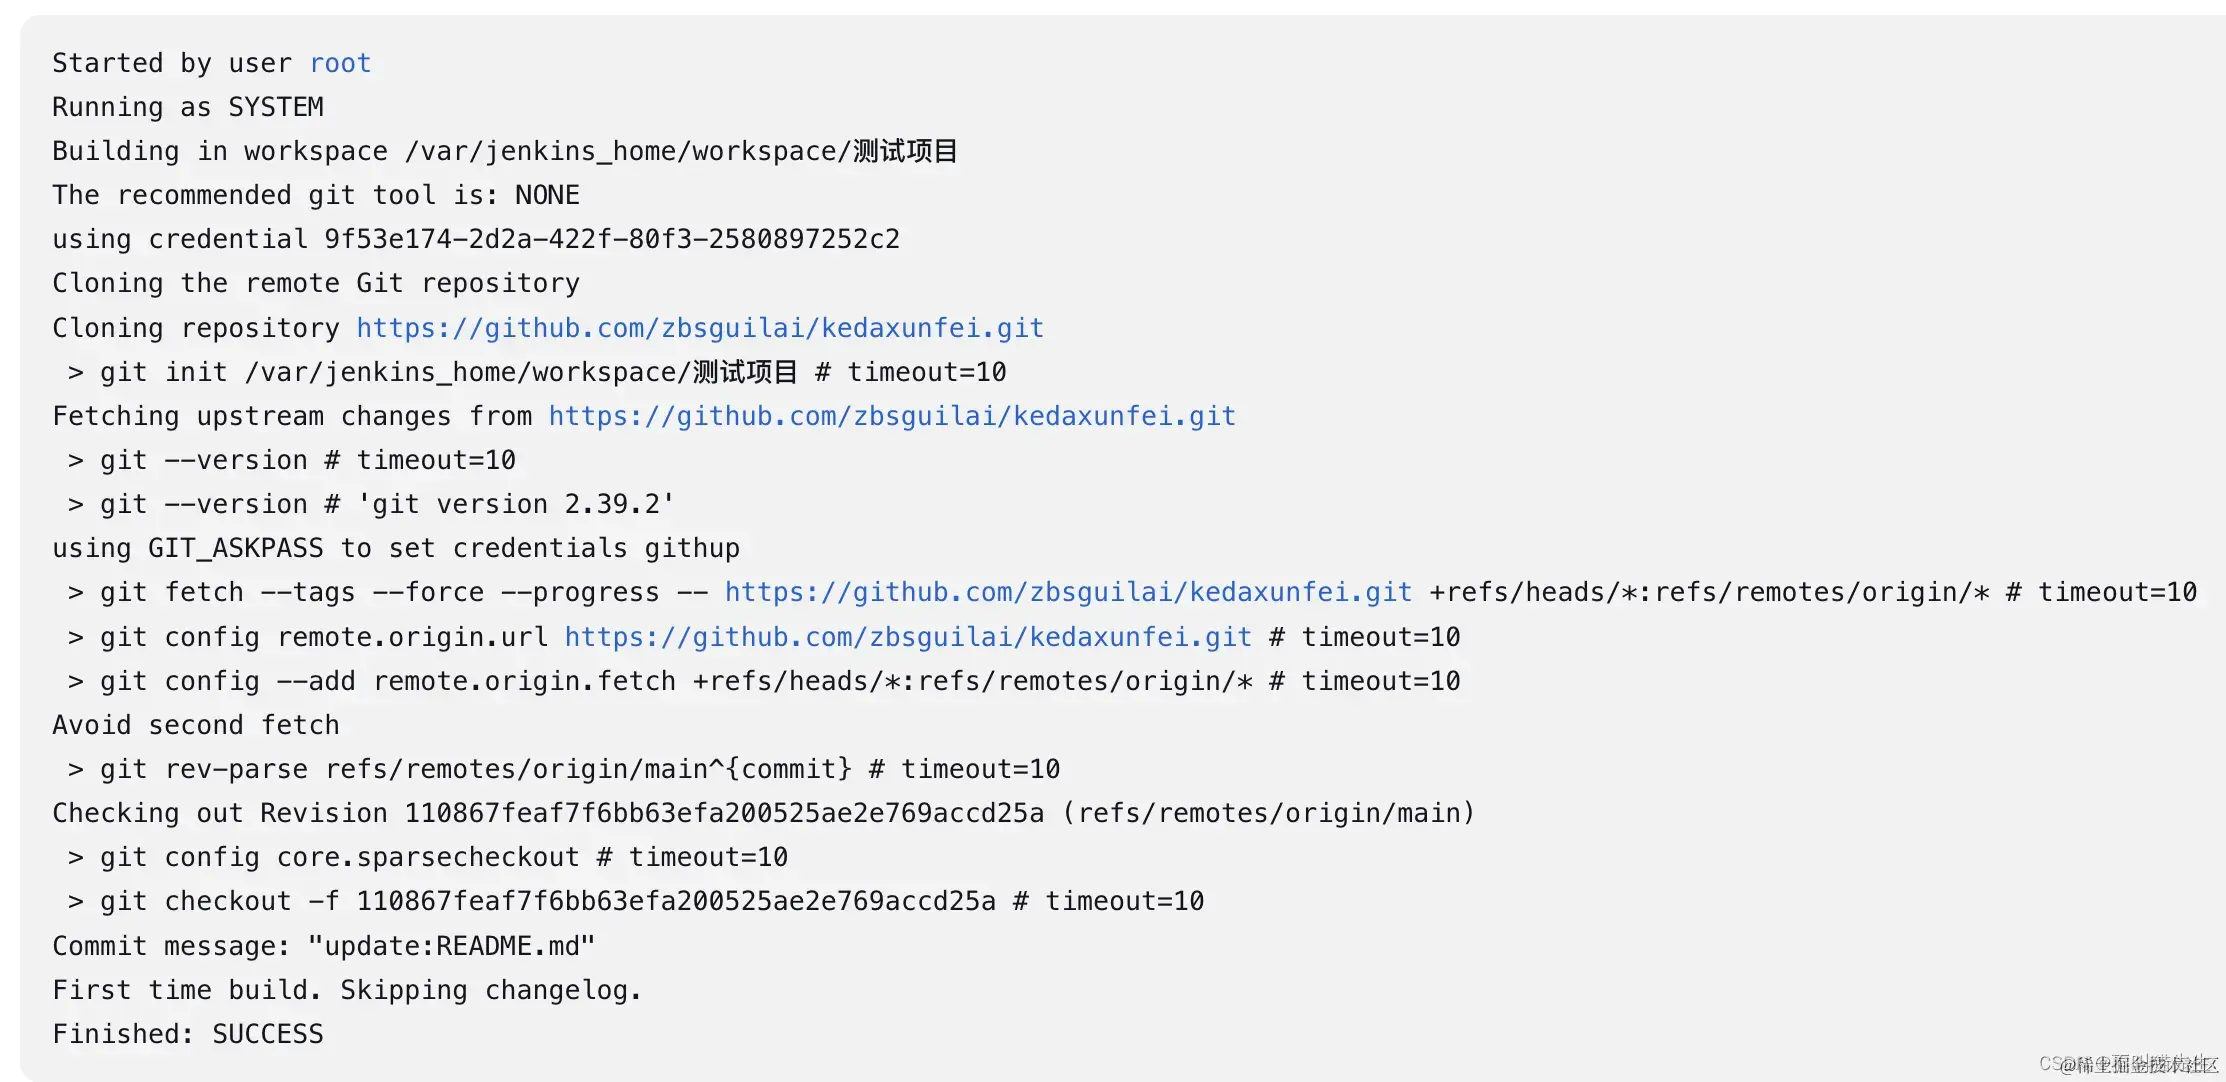 Started by user root
Running as SYSTEM
Building in workspace /var/jenkins_home/workspace/测试项目
The recommended git tool is: NONE
using credential 9f53e174-2d2a-422f-80f3-2580897252c2
Cloning the remote Git repository
Cloning repository https://github.com/zbsguilai/kedaxunfei.git
 > git init /var/jenkins_home/workspace/测试项目 # timeout=10
Fetching upstream changes from https://github.com/zbsguilai/kedaxunfei.git
 > git --version # timeout=10
 > git --version # 'git version 2.39.2'
using GIT_ASKPASS to set credentials githup
 > git fetch --tags --force --progress -- https://github.com/zbsguilai/kedaxunfei.git +refs/heads/*:refs/remotes/origin/* # timeout=10
 > git config remote.origin.url https://github.com/zbsguilai/kedaxunfei.git # timeout=10
 > git config --add remote.origin.fetch +refs/heads/*:refs/remotes/origin/* # timeout=10
Avoid second fetch
 > git rev-parse refs/remotes/origin/main^{commit} # timeout=10
Checking out Revision 110867feaf7f6bb63efa200525ae2e769accd25a (refs/remotes/origin/main)
 > git config core.sparsecheckout # timeout=10
 > git checkout -f 110867feaf7f6bb63efa200525ae2e769accd25a # timeout=10
Commit message: "update:README.md"
First time build. Skipping changelog.
Finished: SUCCESS
@稀土掘金技术社区